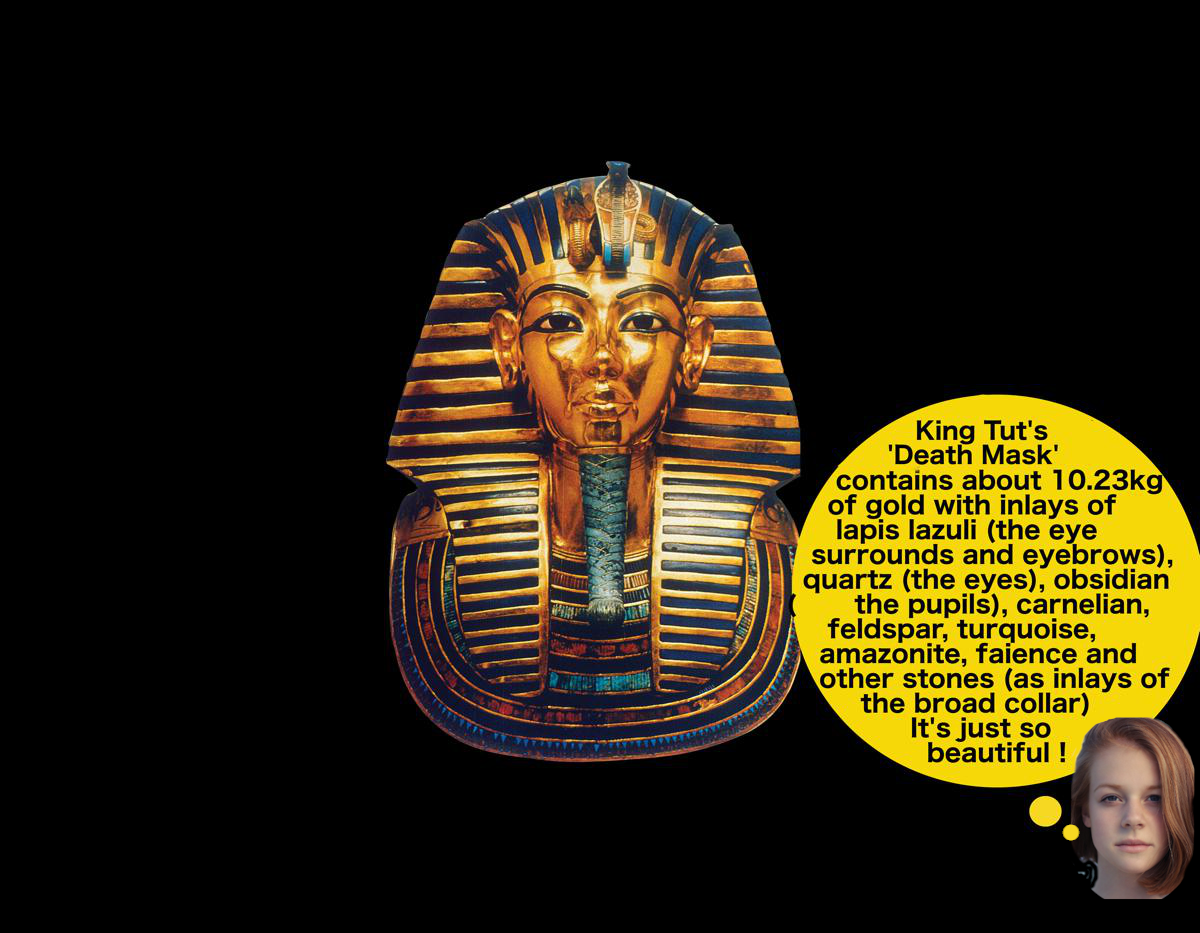 King Tut's
'Death Mask'
contains about 10.23kg
of gold with inlays of
lapis lazuli (the eye
surrounds and eyebrows),
quartz (the eyes), obsidian
( the pupils), carnelian,
feldspar, turquoise,
amazonite, faience and
other stones (as inlays of
the broad collar)
It's just so
beautiful !